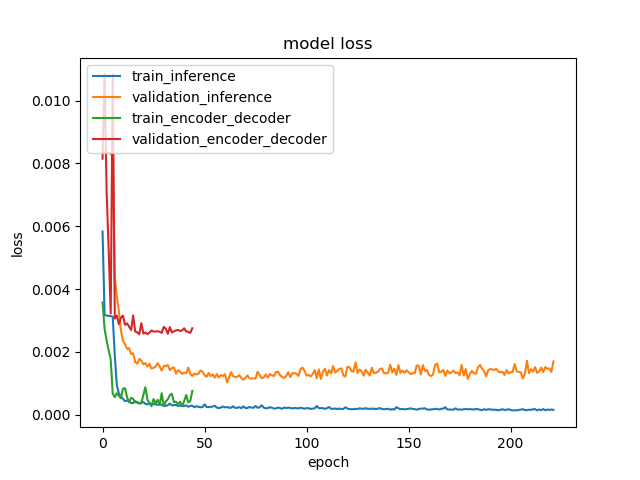 model loss
train_inference
validation_inference
train_encoder_decoder
validation_encoder_decoder
loss
0.010
0.008
0.006
0.004
0.002
0.000
0
50
100
150
200
epoch